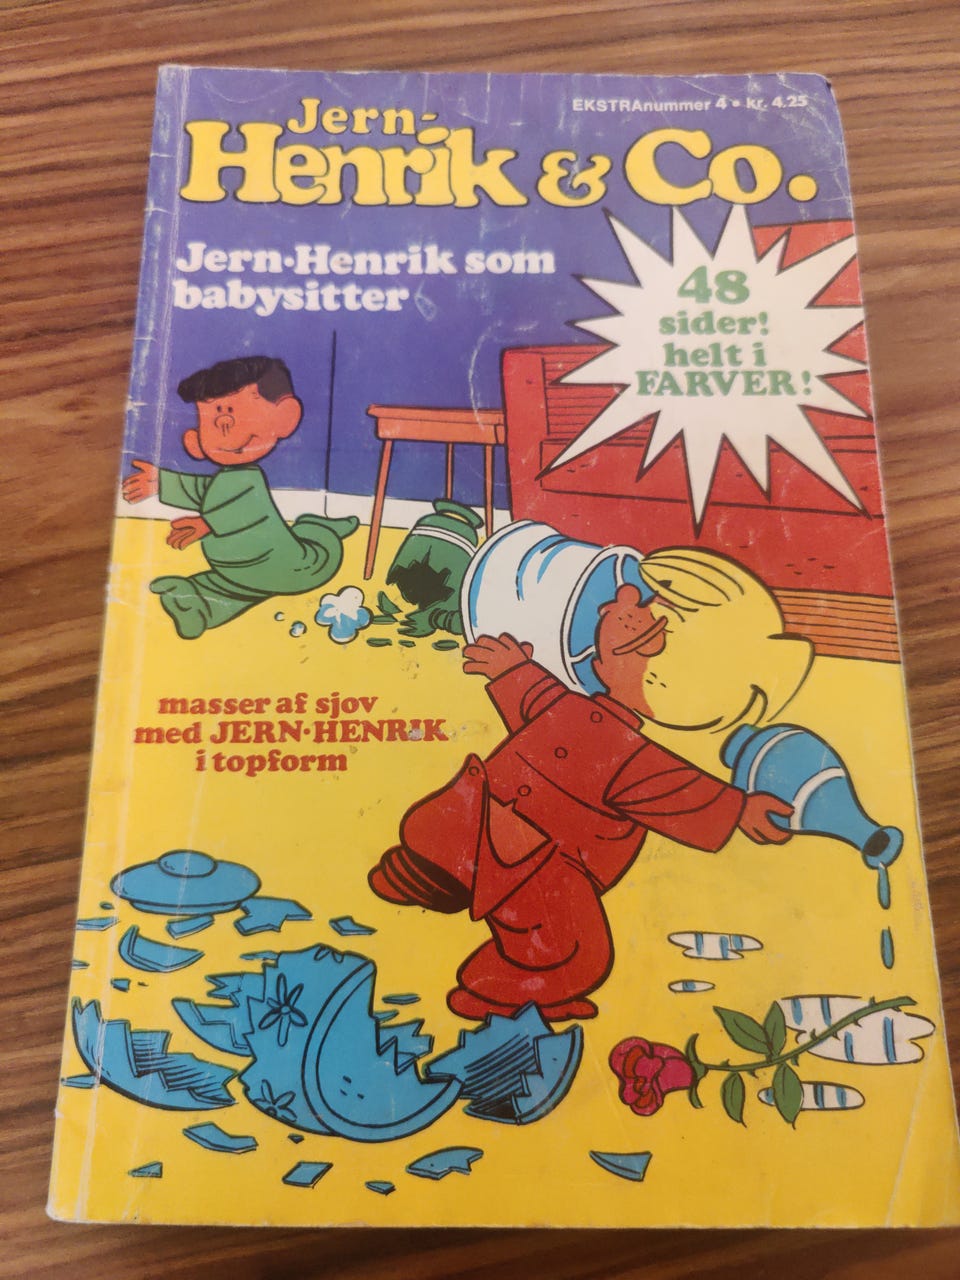 EKSTRAnummer 4 • kr. 4.25
Jern-
Henrik & Co.
Jern-Henrik som
babysitter
48
sider!
helt i
FARVER!
masser af sjov
med JERN-HENRIK
i topform